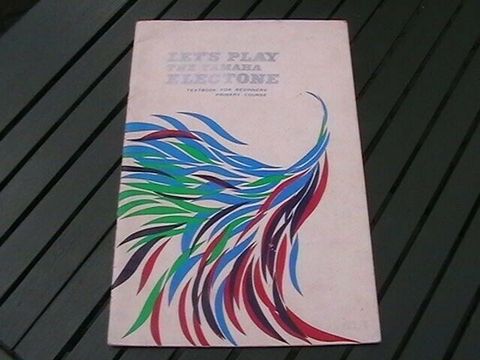 LET'S PLAY
THE YAMAHA
ELECTONE
TEXTBOOK FOR BEGINNERS
PRIMARY COURSE